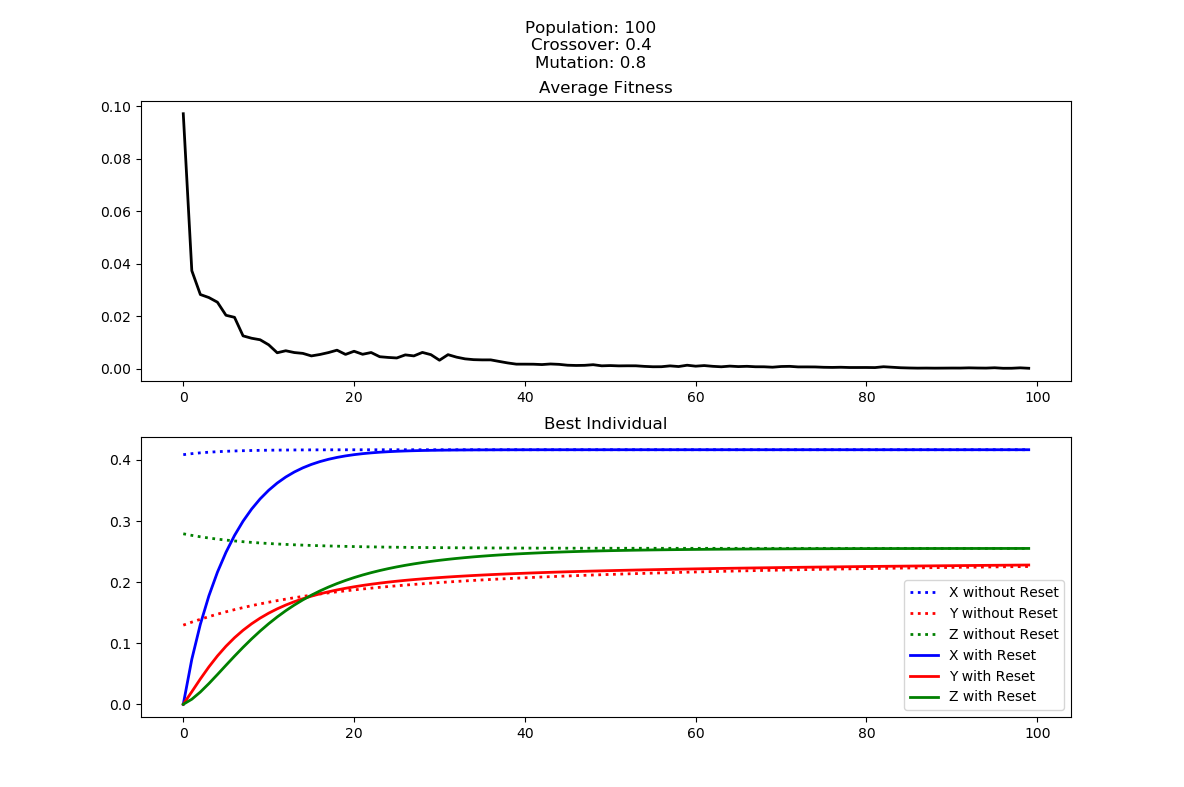 Population: 100
Crossover: 0.4
Mutation: 0.8
Average Fitness
0.10
0.08
0.06
0.04
0.02
0.00
0 20 40 60 80 100
Best Individual
0.4
0.3
0.2
0.1
0.0
X without Reset
Y without Reset
Z without Reset
X with Reset
Y with Reset
Z with Reset
0 20 40 60 80 100